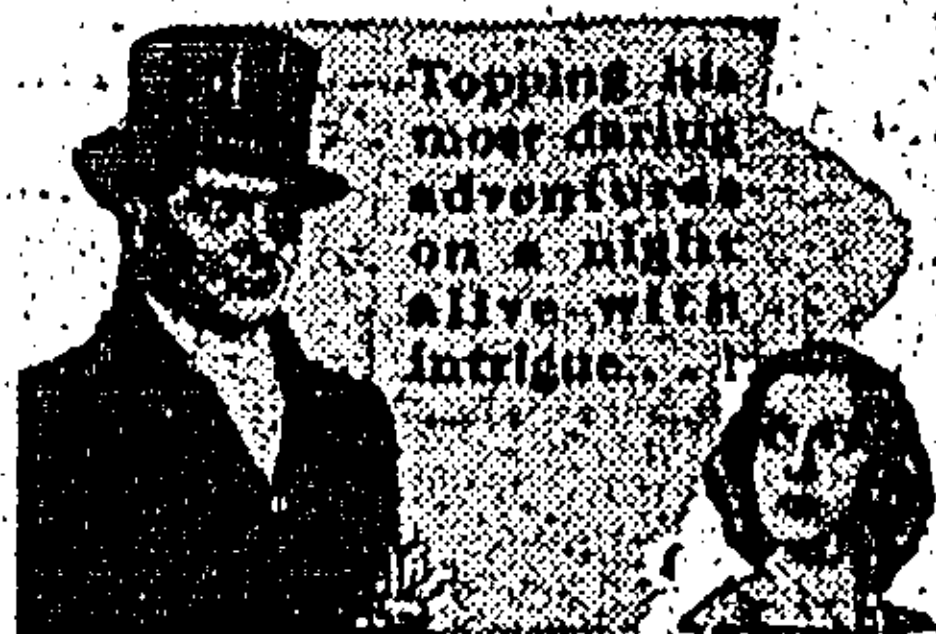 Topping his
most daring
adventures
on a night
alive with
intrigue. . !